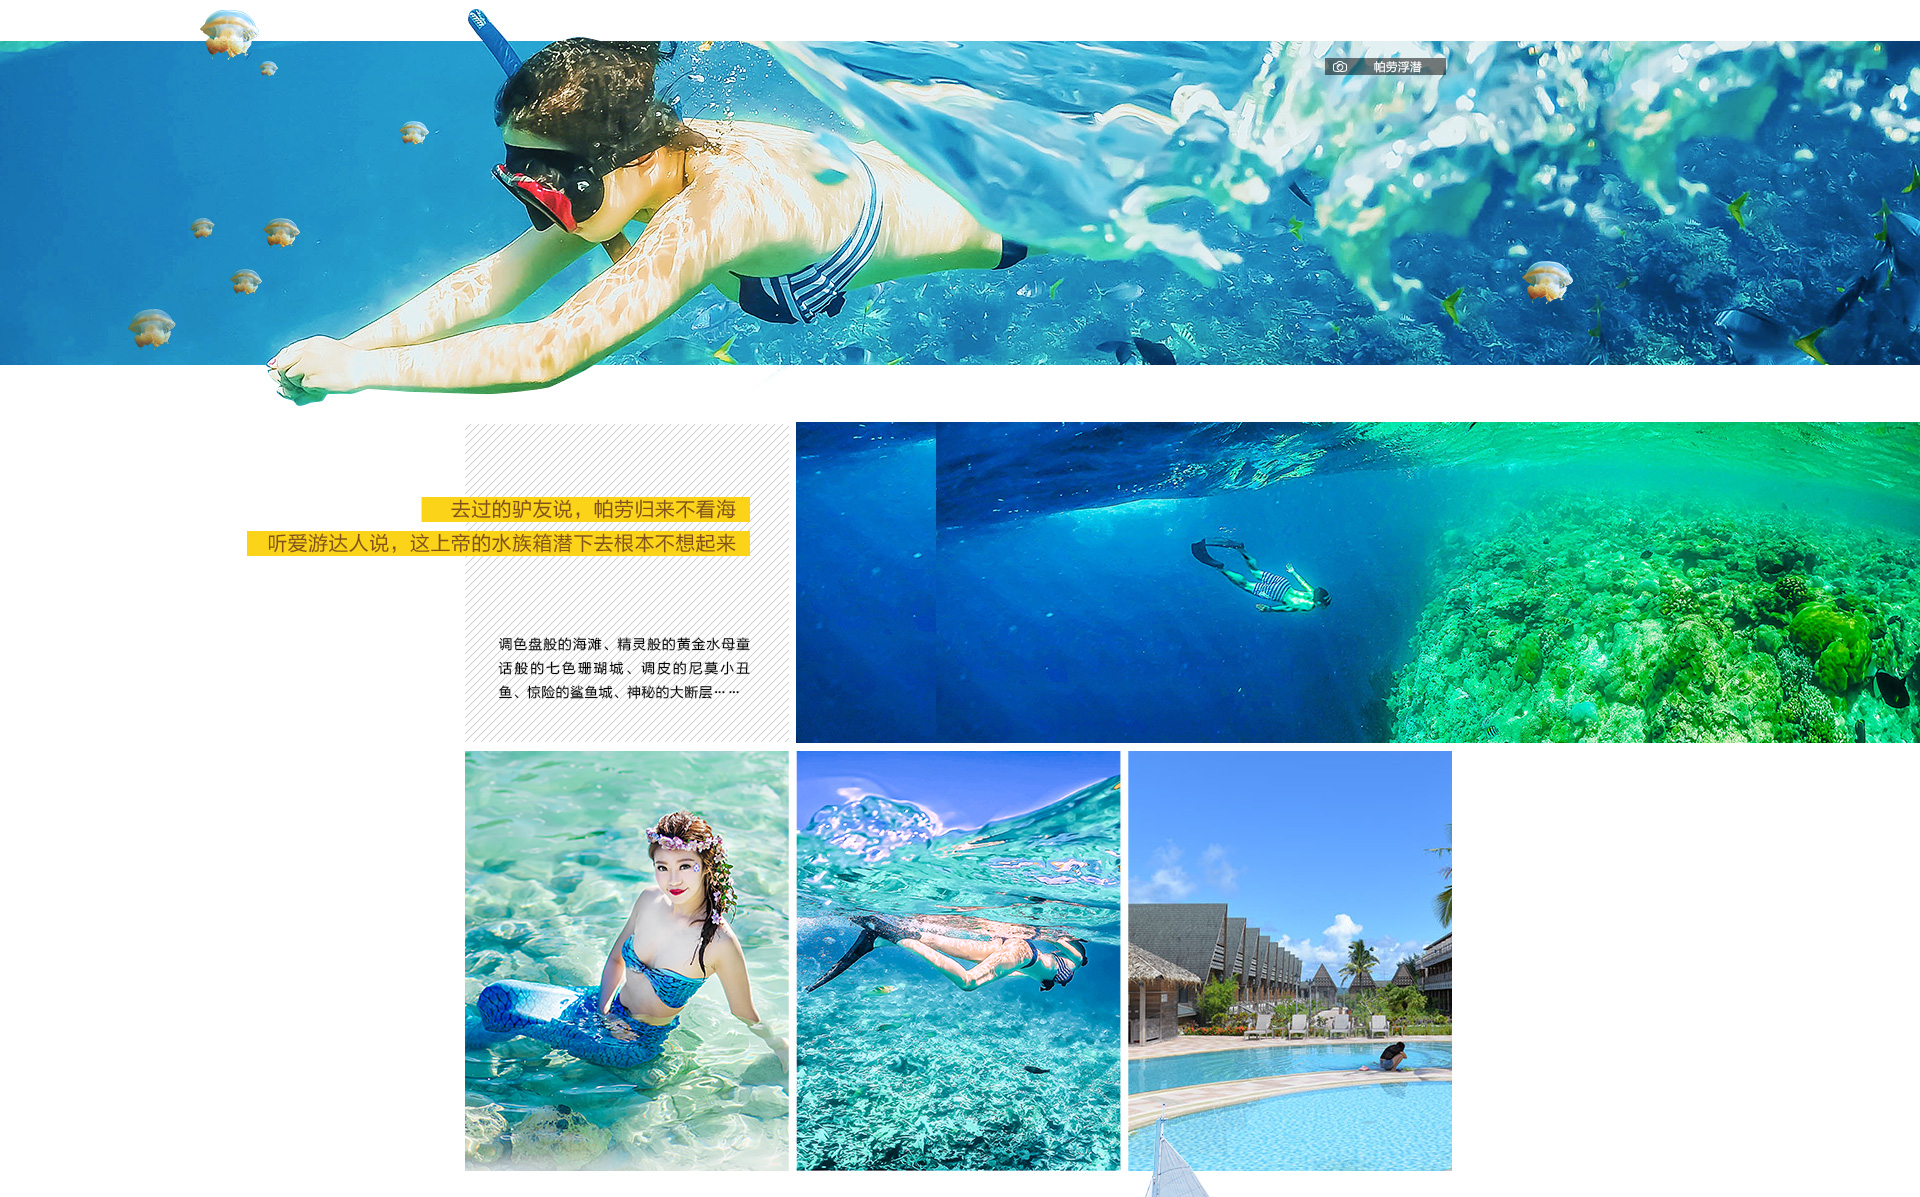 帕劳浮潜
去过的驴友说，帕劳归来不看海
听爱游达人说，这上帝的水族箱潜下去根本不想起来
调色盘般的海滩、精灵般的黄金水母童
话般的七色珊瑚城、调皮的尼莫小丑
鱼、惊险的鲨鱼城、神秘的大断层……